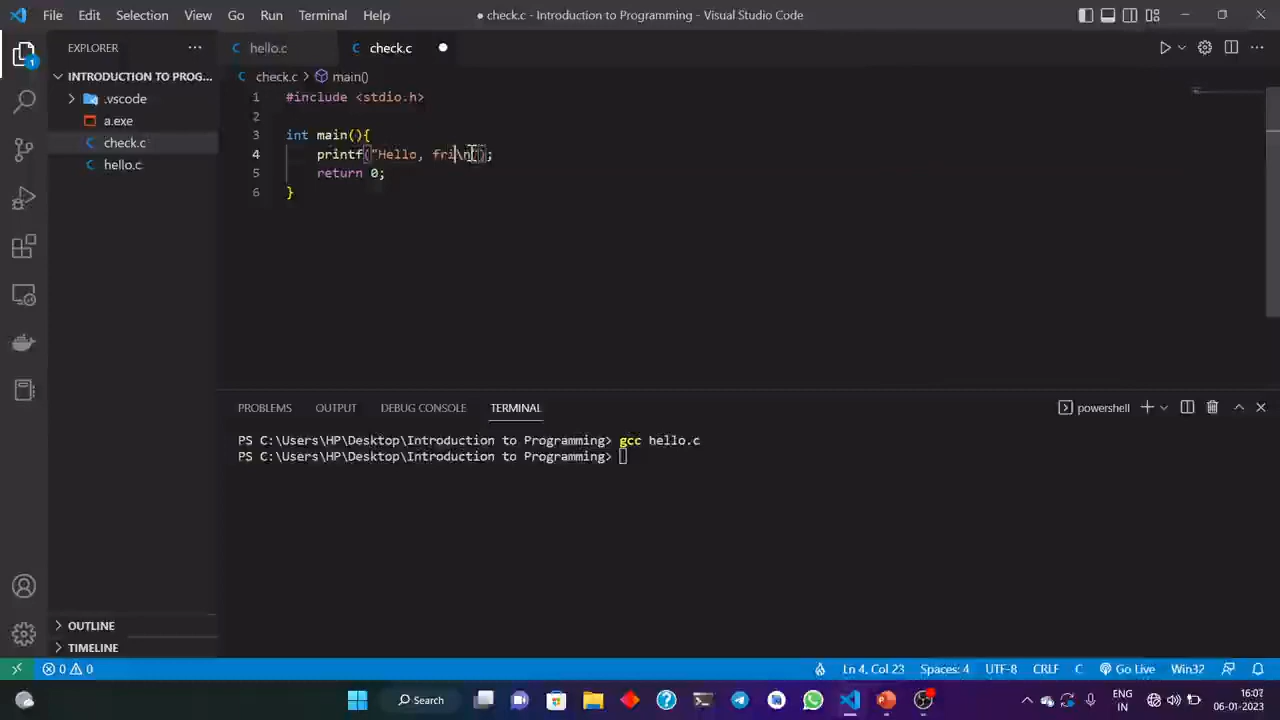 File Edit Selection View Go Run Terminal Help
● check.c - Introduction to Programming - Visual Studio Code
EXPLORER
1
INTRODUCTION TO PROG...
.vscode
a.exe
check.c
hello.c
OUTLINE
TIMELINE
hello.c check.c
check.c > main()
1 #include <stdio.h>
2
3 int main(){
4 printf("Hello, fri\n");
5 return 0;
6 }
PROBLEMS OUTPUT DEBUG CONSOLE TERMINAL
powershell
PS C:\Users\HP\Desktop\Introduction to Programming> gcc hello.c
PS C:\Users\HP\Desktop\Introduction to Programming>
0 0 Ln 4, Col 23 Spaces: 4 UTF-8 CRLF C Go Live Win32
Search
ENG
IN
16:07
06-01-2023